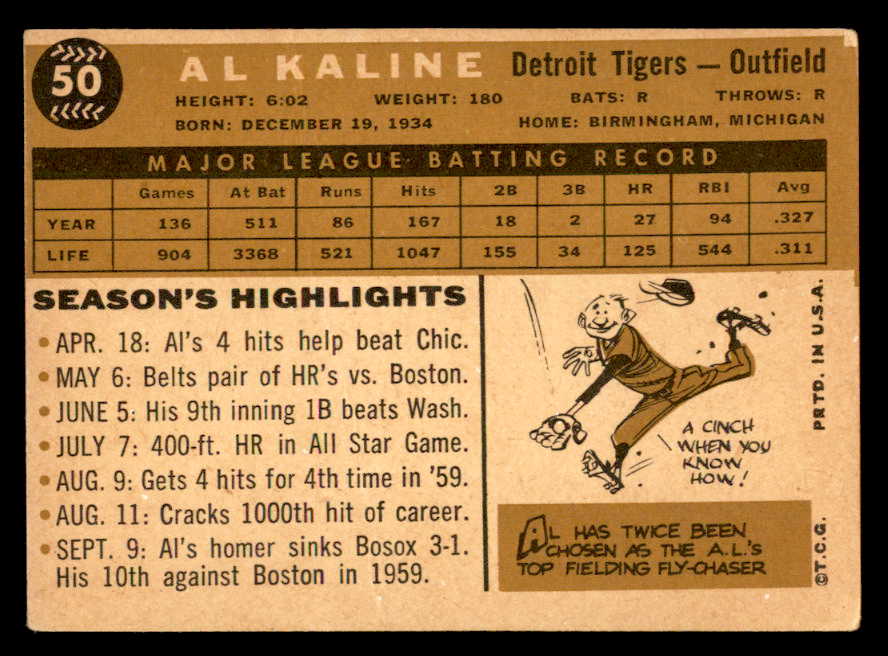 50
AL KALINE Detroit Tigers — Outfield
HEIGHT: 6:02 WEIGHT: 180 BATS: R THROWS: R
BORN: DECEMBER 19, 1934 HOME: BIRMINGHAM, MICHIGAN
MAJOR LEAGUE BATTING RECORD
Games At Bat Runs Hits 2B 3B HR RBI Avg
YEAR 136 511 86 167 18 2 27 94 .327
LIFE 904 3368 521 1047 155 34 125 544 .311
SEASON'S HIGHLIGHTS
• APR. 18: Al's 4 hits help beat Chic.
• MAY 6: Belts pair of HR's vs. Boston.
• JUNE 5: His 9th inning 1B beats Wash.
• JULY 7: 400-ft. HR in All Star Game.
• AUG. 9: Gets 4 hits for 4th time in '59.
• AUG. 11: Cracks 1000th hit of career.
• SEPT. 9: Al's homer sinks Bosox 3-1.
His 10th against Boston in 1959.
A CINCH
WHEN YOU
KNOW
HOW!
AL HAS TWICE BEEN
CHOSEN AS THE A.L.'S
TOP FIELDING FLY-CHASER
©T.C.G. PRTD. IN U.S.A.